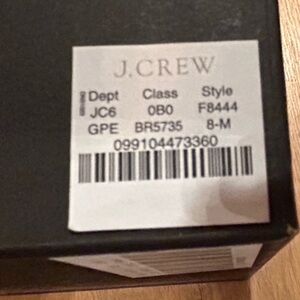 J.CREW
Dept Class Style
JC6 0B0 F8444
GPE BR5735 8-M
099104473360